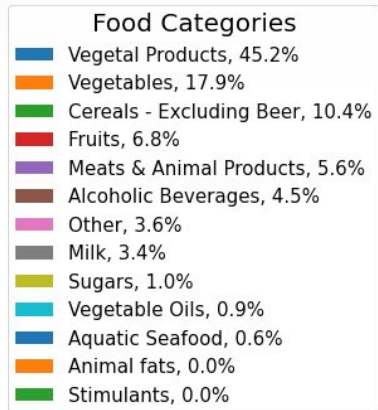 Food Categories
Vegetal Products, 45.2%
Vegetables, 17.9%
Cereals - Excluding Beer, 10.4%
Fruits, 6.8%
Meats & Animal Products, 5.6%
Alcoholic Beverages, 4.5%
Other, 3.6%
Milk, 3.4%
Sugars, 1.0%
Vegetable Oils, 0.9%
Aquatic Seafood, 0.6%
Animal fats, 0.0%
Stimulants, 0.0%